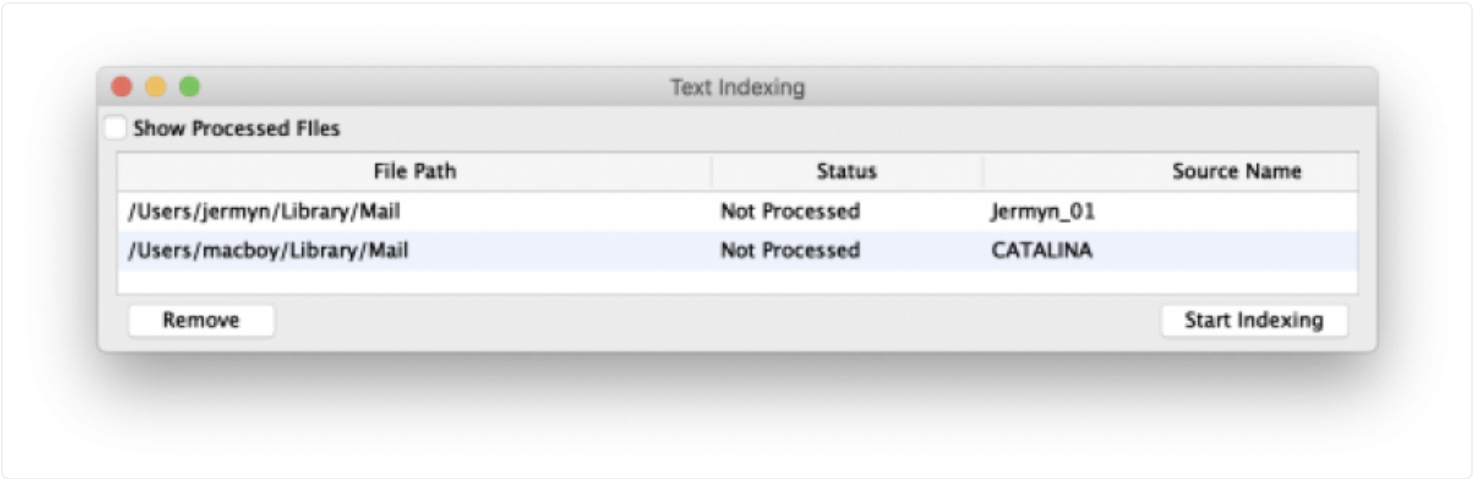 Text Indexing
Show Processed FIles
File Path Status Source Name
/Users/jermyn/Library/Mail Not Processed Jermyn_01
/Users/macboy/Library/Mail Not Processed CATALINA
Remove Start Indexing